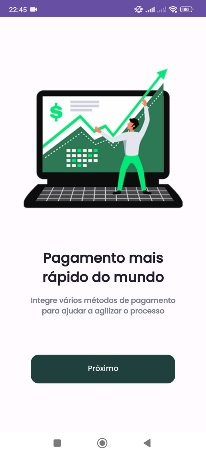 22:45
$
Pagamento mais
rápido do mundo
Integre vários métodos de pagamento
para ajudar a agilizar o processo
Próximo